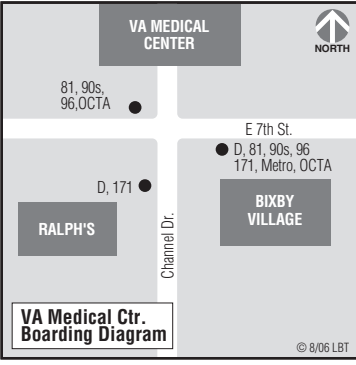 VA MEDICAL
CENTER
NORTH
81, 90s,
96,OCTA
E 7th St.
D, 81, 90s, 96
171, Metro, OCTA
D, 171
BIXBY
VILLAGE
RALPH'S
Channel Dr.
VA Medical Ctr.
Boarding Diagram
© 8/06 LBT